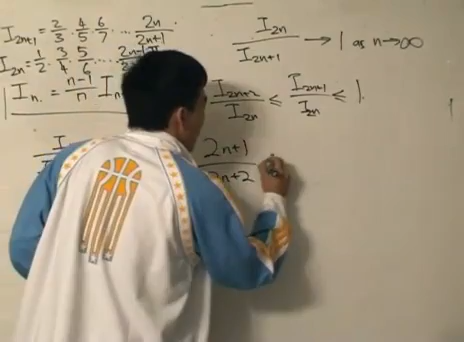 I_{2n+1} = 2/3 · 4/5 · 6/7 ⋯ 2n/(2n+1)
I_{2n} = 1/2 · 3/4 · 5/6 ⋯
I_n = (n-1)/n I_n
I_{2n}/I_{2n+1} → 1 as n→∞
I_{2n+2}/I_{2n} ≤ I_{2n+1}/I_{2n} ≤ 1.
(2n+1)/(2n+2)
I